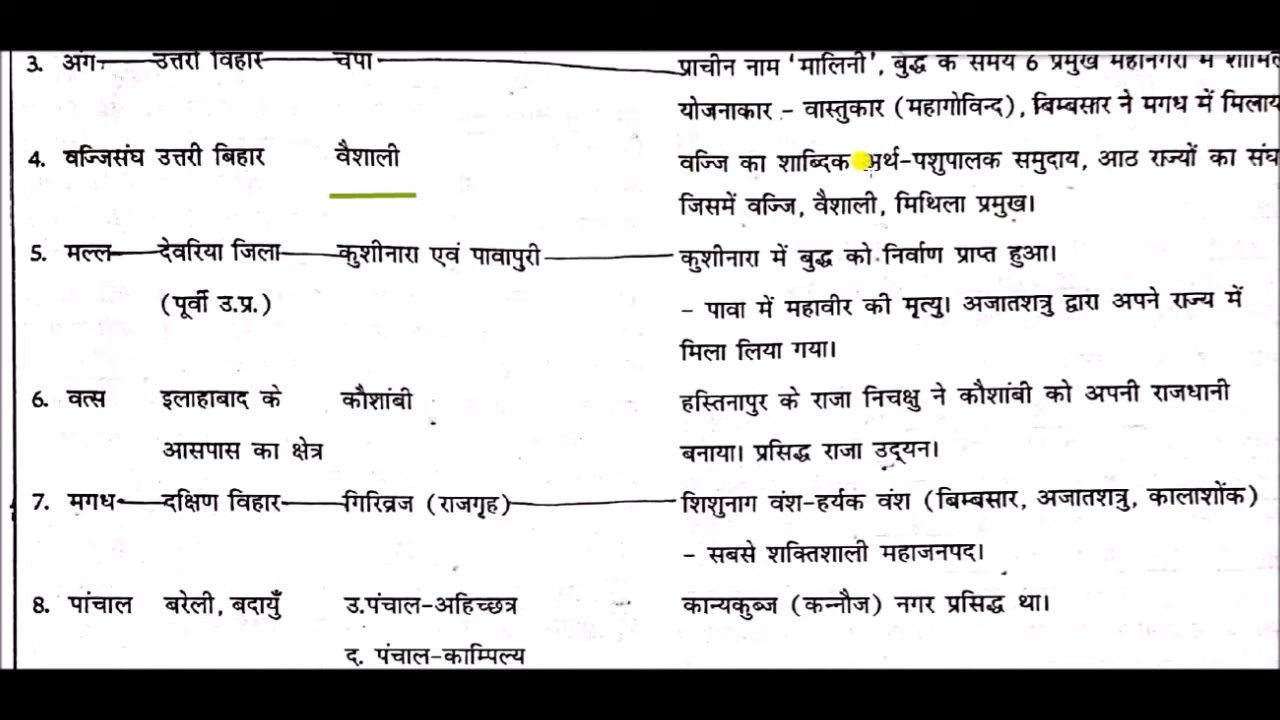 3. अंग उत्तरी विहार चंपा प्राचीन नाम 'मालिनी', बुद्ध के समय 6 प्रमुख महानगरों में
योजनाकार - वास्तुकार (महागोविन्द), बिम्बसार ने मगध में
4. वज्जिसंघ उत्तरी बिहार वैशाली वज्जि का शाब्दिक अर्थ-पशुपालक समुदाय, आठ राज्यों का संघ
जिसमें वज्जि, वैशाली, मिथिला प्रमुख।
5. मल्ल देवरिया जिला कुशीनारा एवं पावापुरी कुशीनारा में बुद्ध को निर्वाण प्राप्त हुआ।
(पूर्वी उ.प्र.) - पावा में महावीर की मृत्यु। अजातशत्रु द्वारा अपने राज्य में
मिला लिया गया।
6. वत्स इलाहाबाद के कौशांबी हस्तिनापुर के राजा निचक्षु ने कौशांबी को अपनी राजधानी
आसपास का क्षेत्र बनाया। प्रसिद्ध राजा उद्‌यन।
7. मगध दक्षिण विहार गिरिव्रज (राजगृह) शिशुनाग वंश-हर्यक वंश (बिम्बसार, अजातशत्रु, कालाशोंक)
- सबसे शक्तिशाली महाजनपद।
8. पांचाल बरेली, बदायुँ उ.पंचाल-अहिच्छत्र कान्यकुब्ज (कन्नौज) नगर प्रसिद्ध था।
द. पंचाल-काम्पिल्य